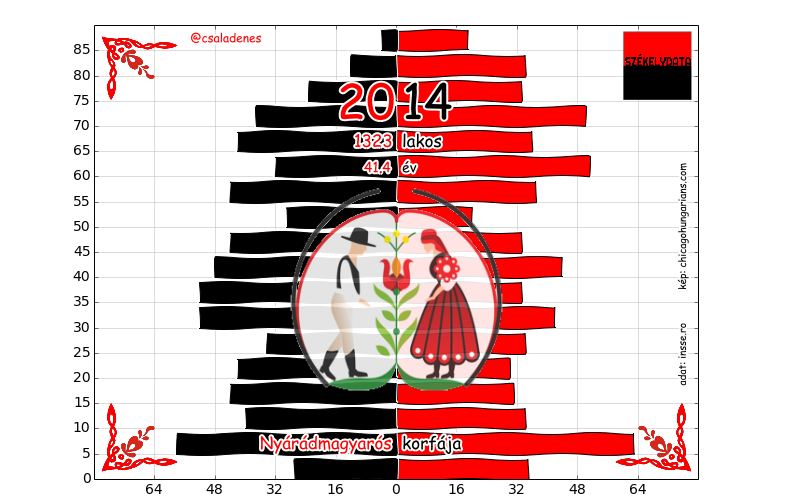 @csaladenes
SZÉKELYDATA
2014
1323 lakos
41,4 év
kép: chicagohungarians.com
adat: insse.ro
Nyárádmagyarós korfája
85
80
75
70
65
60
55
50
45
40
35
30
25
20
15
10
5
0
64 48 32 16 0 16 32 48 64